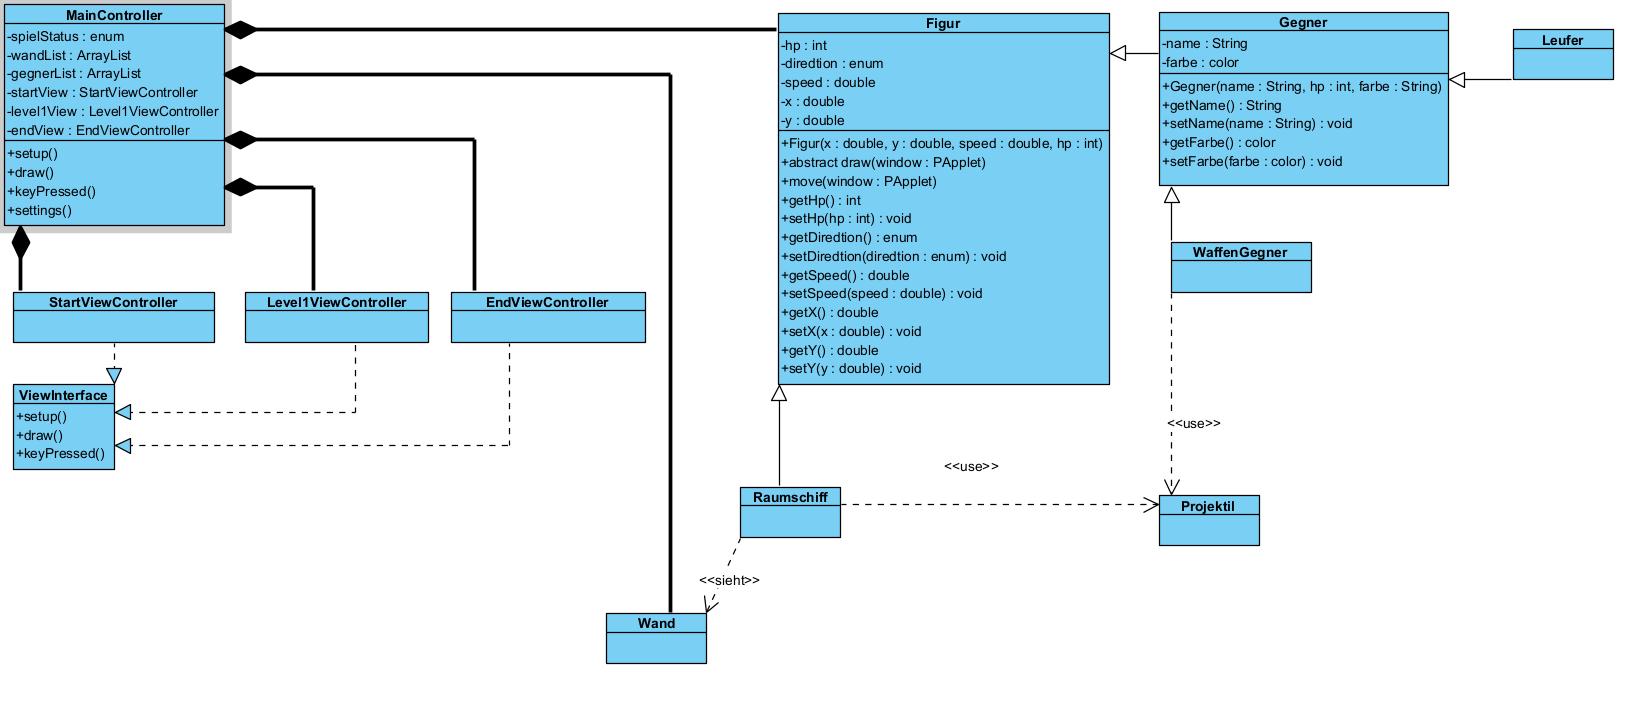 MainController
-spielStatus : enum
-wandList : ArrayList
-gegnerList : ArrayList
-startView : StartViewController
-level1View : Level1ViewController
-endView : EndViewController
+setup()
+draw()
+keyPressed()
+settings()
Figur
-hp : int
-diredtion : enum
-speed : double
-x : double
-y : double
+Figur(x : double, y : double, speed : double, hp : int)
+abstract draw(window : PApplet)
+move(window : PApplet)
+getHp() : int
+setHp(hp : int) : void
+getDiredtion() : enum
+setDiredtion(diredtion : enum) : void
+getSpeed() : double
+setSpeed(speed : double) : void
+getX() : double
+setX(x : double) : void
+getY() : double
+setY(y : double) : void
Gegner
-name : String
-farbe : color
+Gegner(name : String, hp : int, farbe : String)
+getName() : String
+setName(name : String) : void
+getFarbe() : color
+setFarbe(farbe : color) : void
Leufer
WaffenGegner
StartViewController
Level1ViewController
EndViewController
ViewInterface
+setup()
+draw()
+keyPressed()
<<use>>
<<use>>
Raumschiff
Projektil
<<sieht>>
Wand